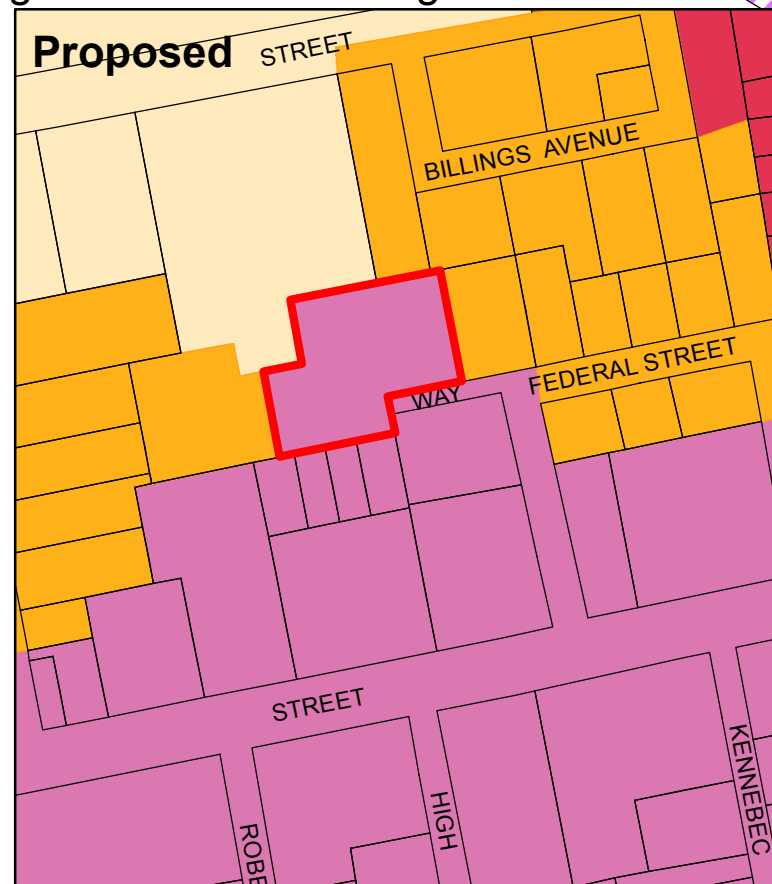 Proposed
STREET
BILLINGS AVENUE
FEDERAL STREET
WAY
STREET
HIGH
KENNEBEC